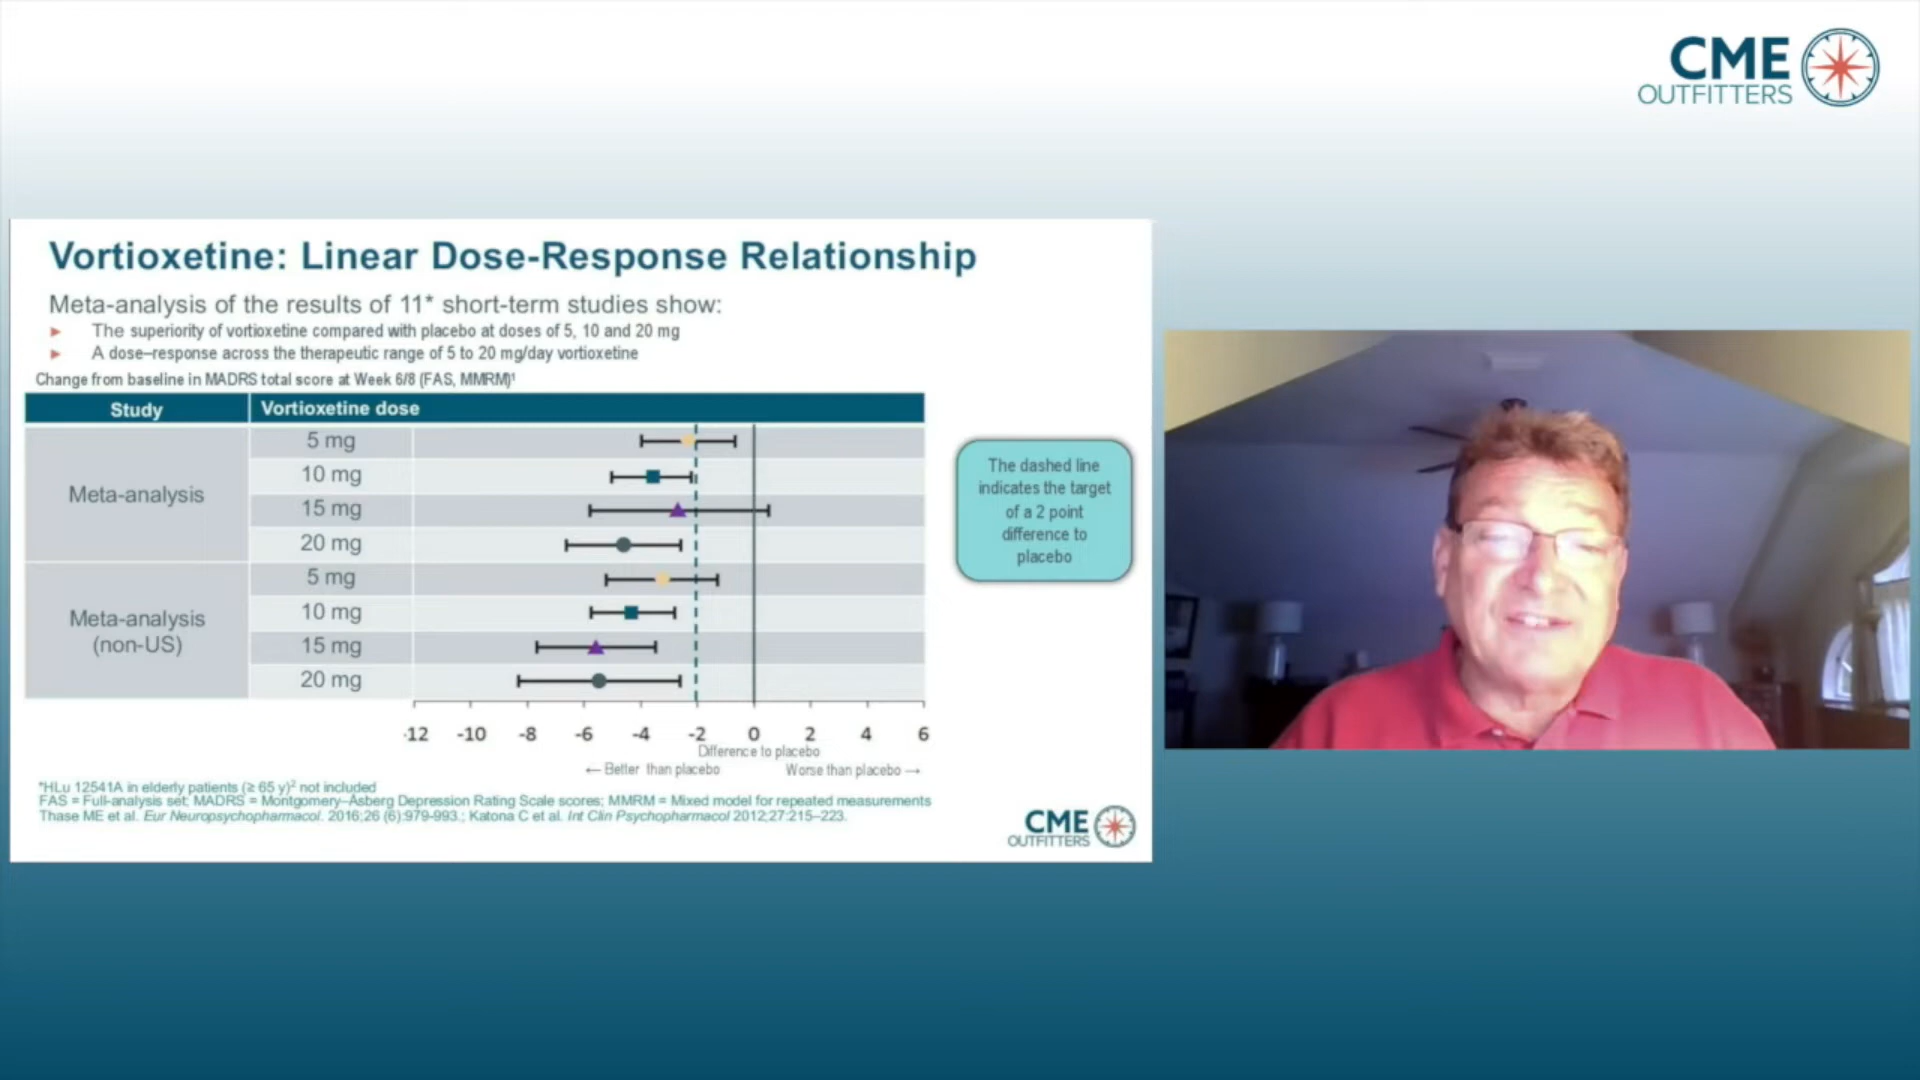 CME
OUTFITTERS
Vortioxetine: Linear Dose-Response Relationship
Meta-analysis of the results of 11* short-term studies show:
► The superiority of vortioxetine compared with placebo at doses of 5, 10 and 20 mg
► A dose–response across the therapeutic range of 5 to 20 mg/day vortioxetine
Change from baseline in MADRS total score at Week 6/8 (FAS, MMRM)¹
Study Vortioxetine dose
Meta-analysis
5 mg
10 mg
15 mg
20 mg
Meta-analysis
(non-US)
5 mg
10 mg
15 mg
20 mg
-12 -10 -8 -6 -4 -2 0 2 4 6
Difference to placebo
← Better than placebo Worse than placebo →
The dashed line
indicates the target
of a 2 point
difference to
placebo
*HLu 12541A in elderly patients (≥ 65 y)² not included
FAS = Full-analysis set; MADRS = Montgomery–Asberg Depression Rating Scale scores; MMRM = Mixed model for repeated measurements
Thase ME et al. Eur Neuropsychopharmacol. 2016;26 (6):979-993.; Katona C et al. Int Clin Psychopharmacol 2012;27:215–223.
CME
OUTFITTERS